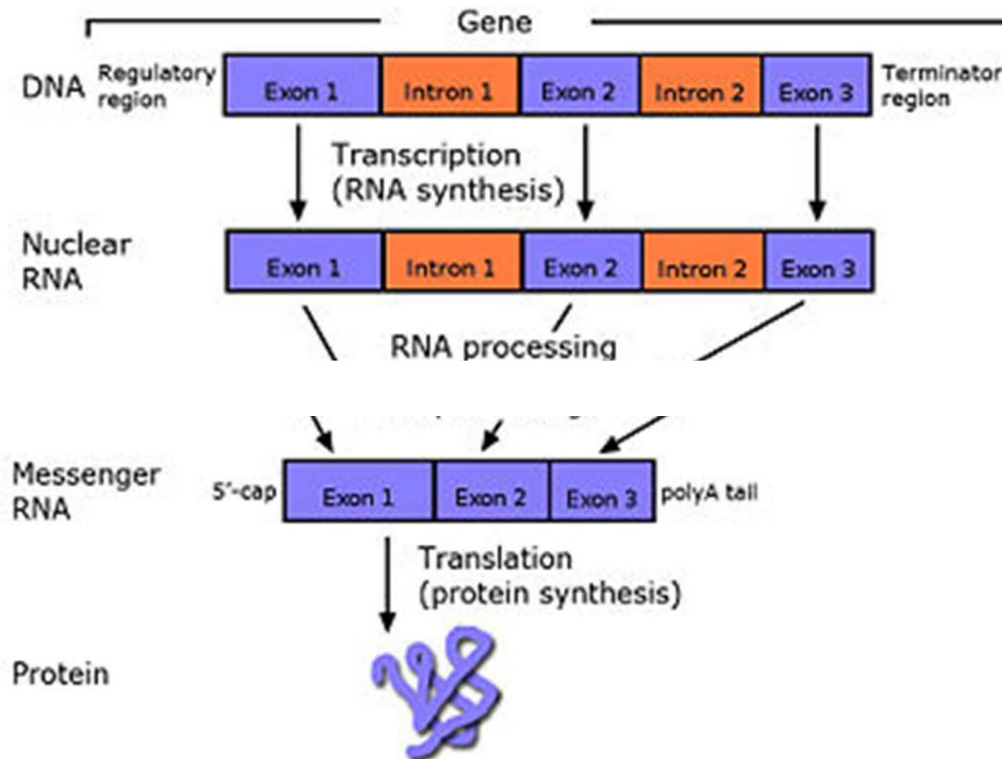 Gene
DNA
Regulatory
region
Exon 1
Intron 1
Exon 2
Intron 2
Exon 3
Terminator
region
Transcription
(RNA synthesis)
Nuclear
RNA
Exon 1
Intron 1
Exon 2
Intron 2
Exon 3
RNA processing
Messenger
RNA
5'-cap
Exon 1
Exon 2
Exon 3
polyA tail
Translation
(protein synthesis)
Protein